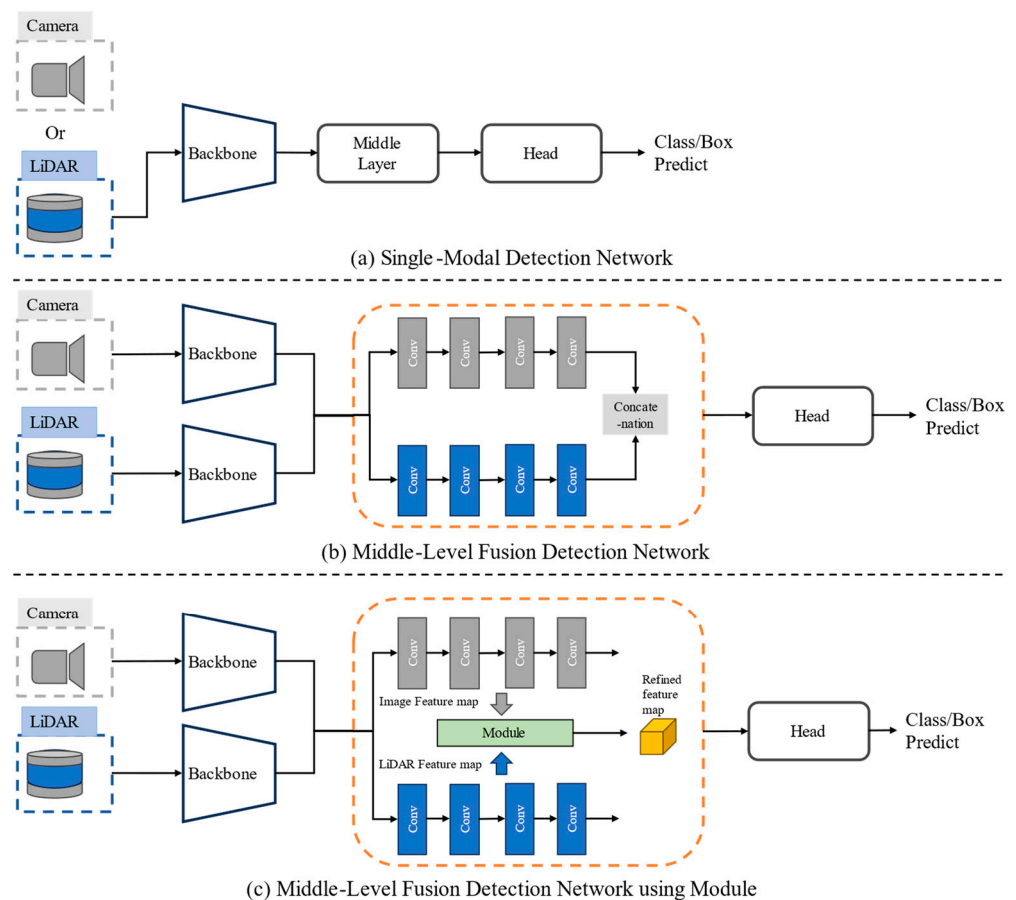 Camera
Or
LiDAR
Backbone
Middle
Layer
Head
Class/Box
Predict
(a) Single-Modal Detection Network
Camera
LiDAR
Backbone
Backbone
Conv
Conv
Conv
Conv
Concate
-nation
Conv
Conv
Conv
Conv
Head
Class/Box
Predict
(b) Middle-Level Fusion Detection Network
Camera
LiDAR
Backbone
Backbone
Conv
Conv
Conv
Conv
Image Feature map
Module
LiDAR Feature map
Refined
feature
map
Conv
Conv
Conv
Conv
Head
Class/Box
Predict
(c) Middle-Level Fusion Detection Network using Module